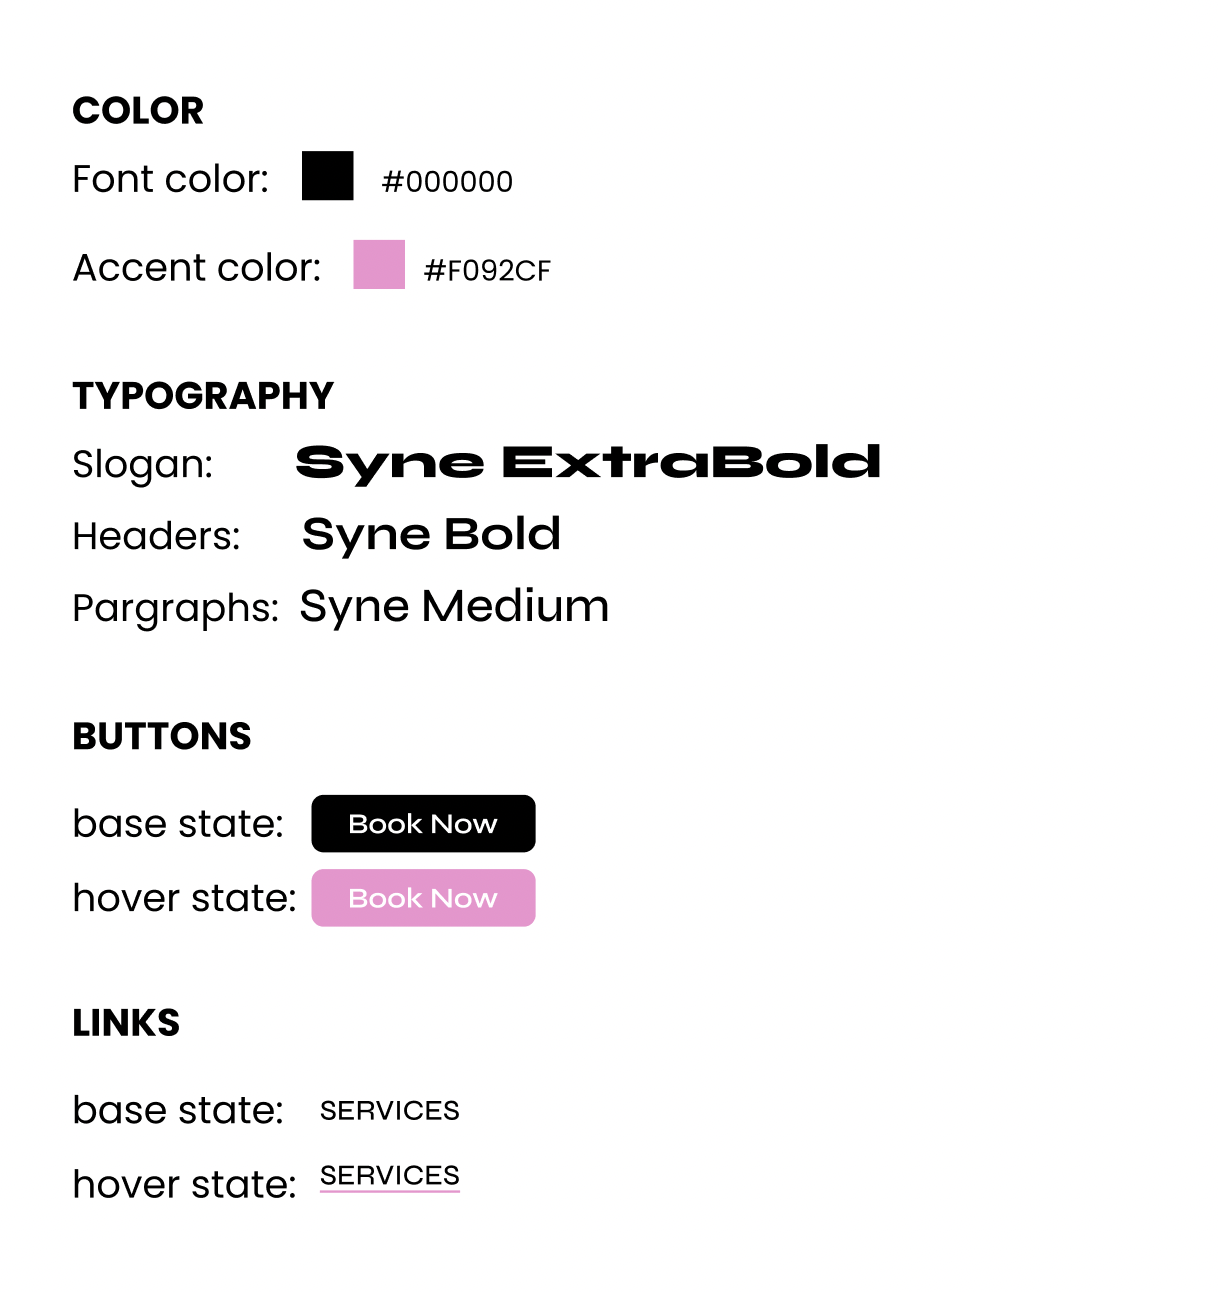 COLOR
Font color: #000000
Accent color: #F092CF
TYPOGRAPHY
Slogan: Syne ExtraBold
Headers: Syne Bold
Pargraphs: Syne Medium
BUTTONS
base state: Book Now
hover state: Book Now
LINKS
base state: SERVICES
hover state: SERVICES